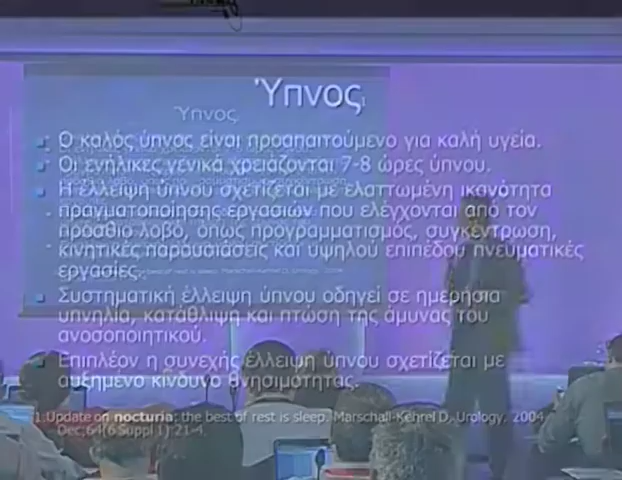 Ύπνος1
Ο καλός ύπνος είναι προαπαιτούμενο για καλή υγεία.
Οι ενήλικες γενικά χρειάζονται 7-8 ώρες ύπνου.
Η έλλειψη ύπνου σχετίζεται με ελαττωμένη ικανότητα
πραγματοποίησης εργασιών που ελέγχονται από τον
πρόσθιο λοβό, όπως προγραμματισμός, συγκέντρωση,
κινητικές παρουσιάσεις και υψηλού επιπέδου πνευματικές
εργασίες.
Συστηματική έλλειψη ύπνου οδηγεί σε ημερήσια
υπνηλία, κατάθλιψη και πτώση της άμυνας του
ανοσοποιητικού.
Επιπλέον η συνεχής έλλειψη ύπνου σχετίζεται με
αυξημένο κίνδυνο θνησιμότητας.
1:Update on nocturia: the best of rest is sleep. Marschall-Kehrel D. Urology. 2004
Dec;64(6 Suppl 1):21-4.
Ύπνος